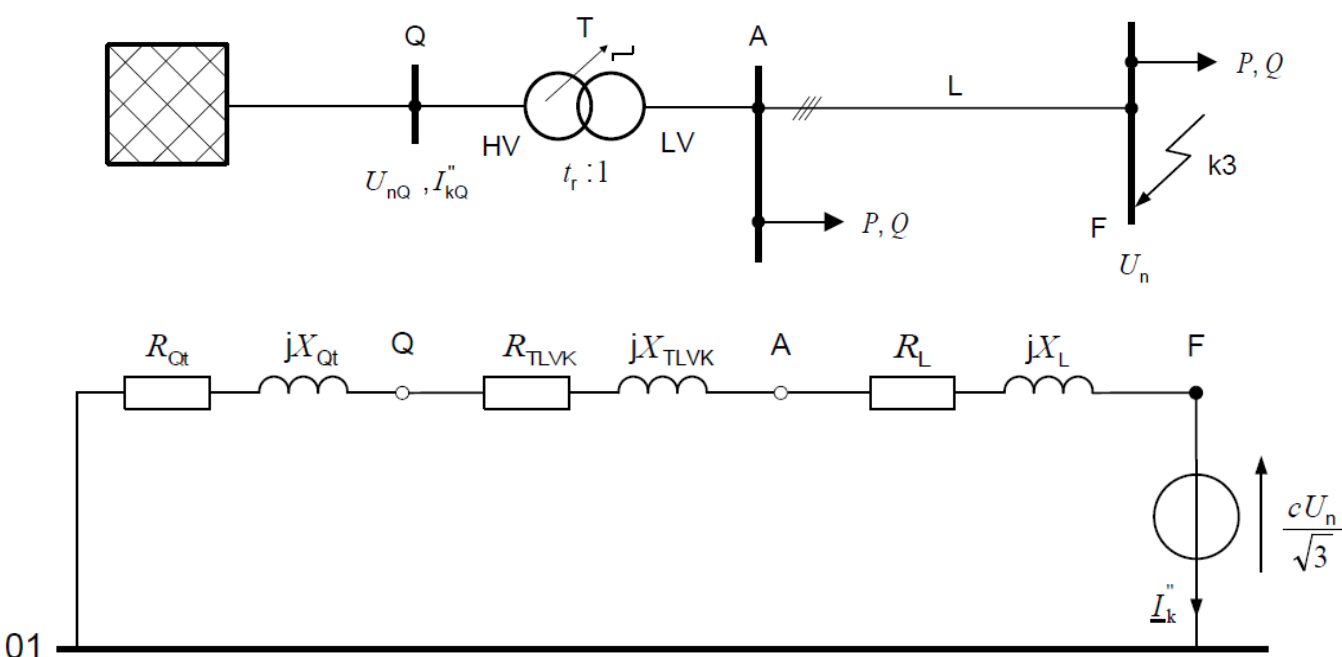 Q T A
L P, Q
HV LV
U_nQ , I"_kQ t_r : 1 k3
P, Q F
U_n
R_Qt jX_Qt Q R_TLVK jX_TLVK A R_L jX_L F
cU_n
√3
I"_k
01